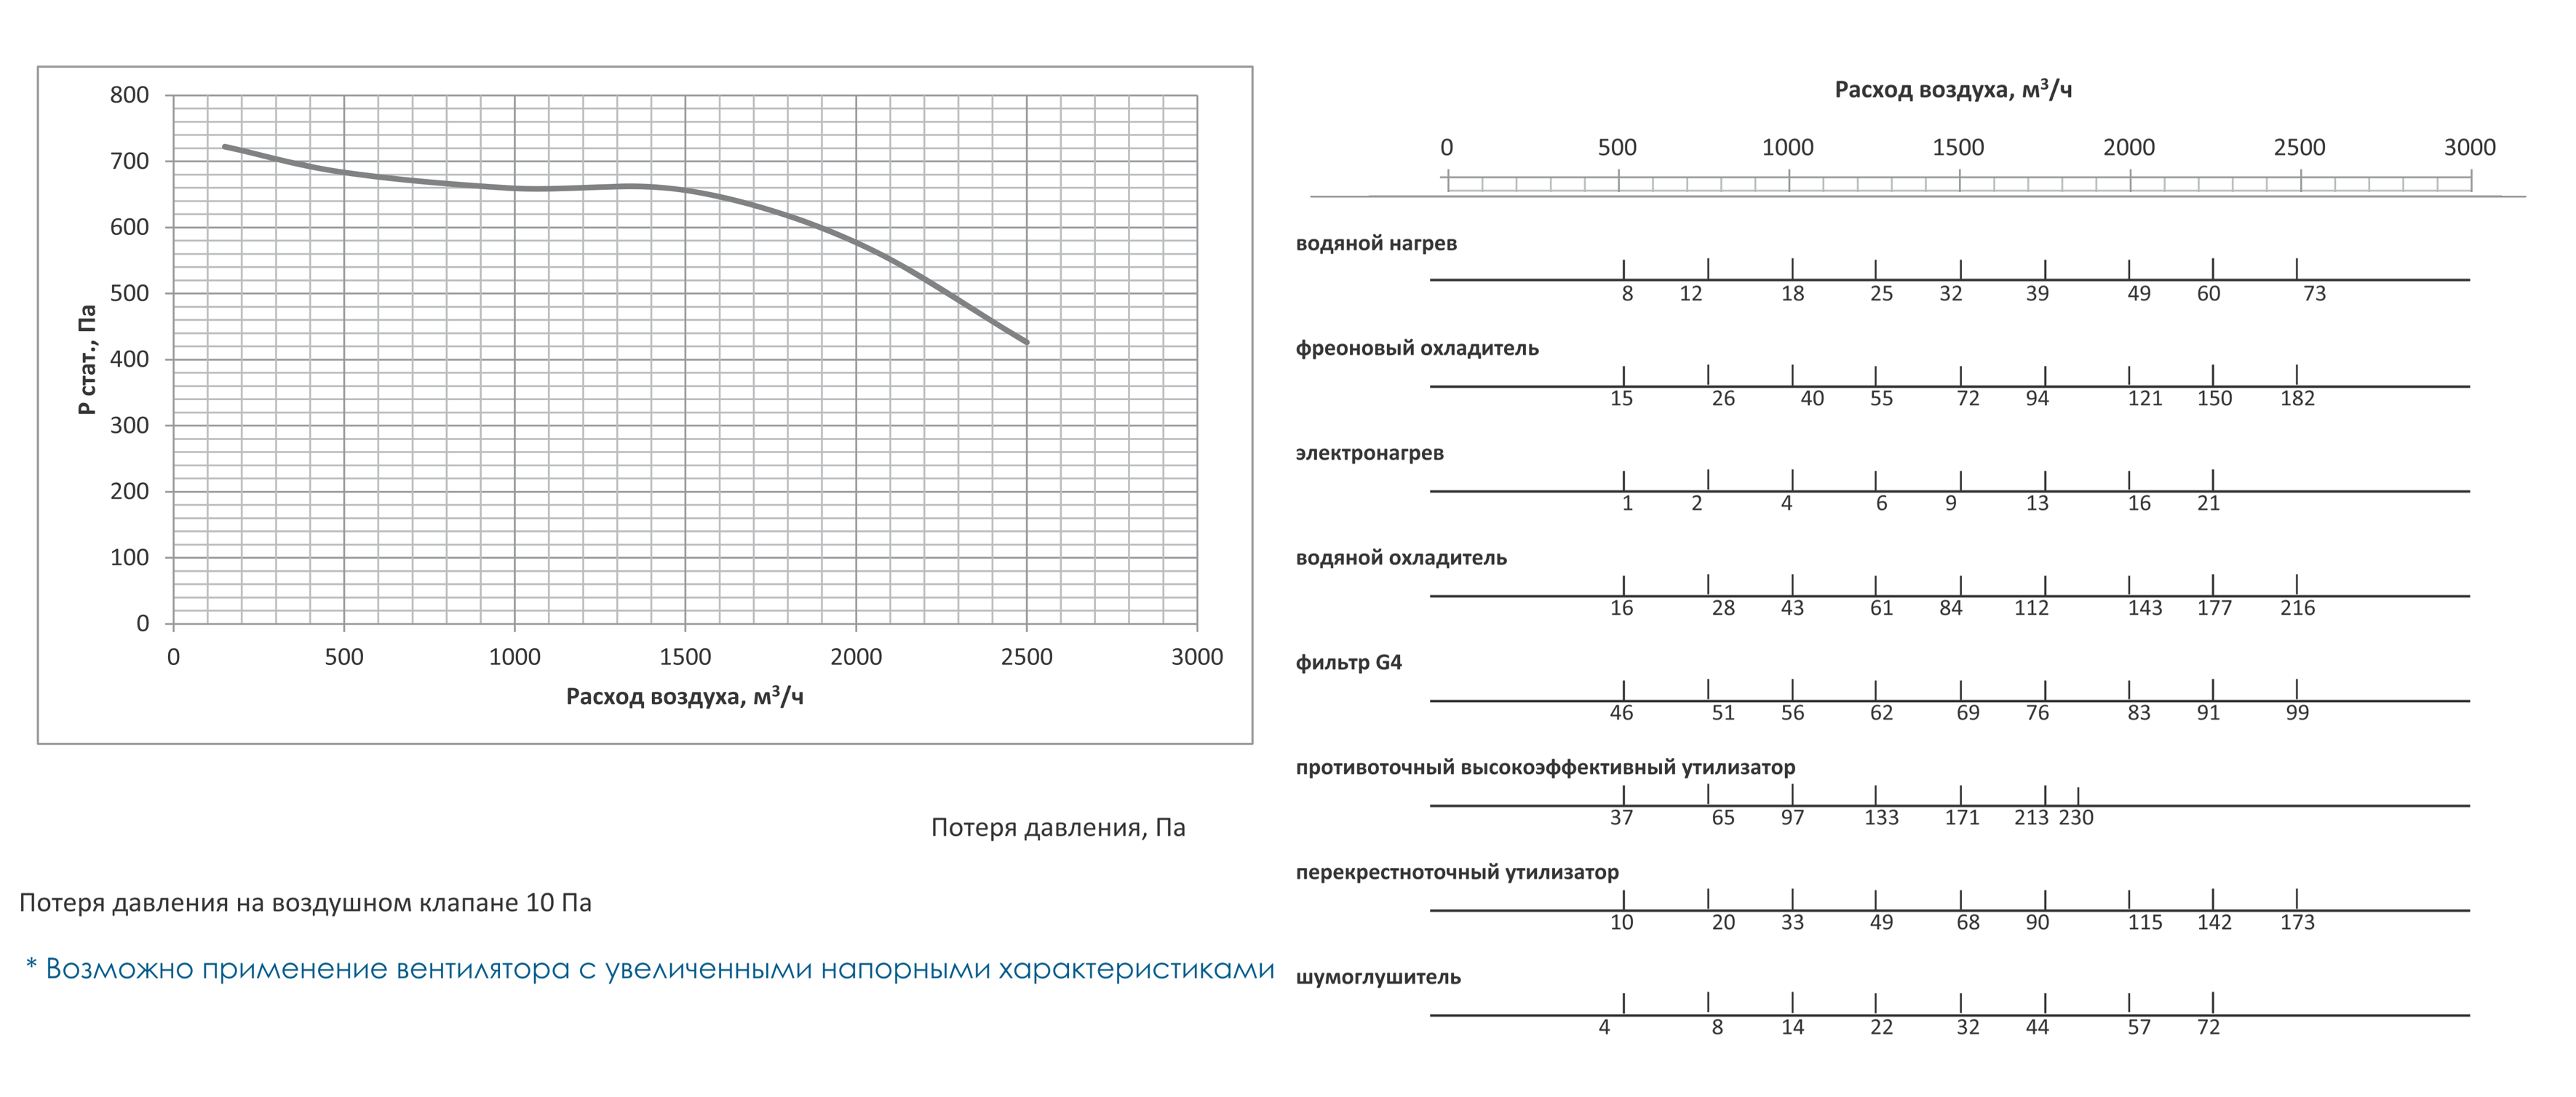 800
700
600
500
400
300
200
100
0
Р стат., Па
0 500 1000 1500 2000 2500 3000
Расход воздуха, м³/ч
Потеря давления, Па
Потеря давления на воздушном клапане 10 Па
* Возможно применение вентилятора с увеличенными напорными характеристиками
Расход воздуха, м³/ч
0 500 1000 1500 2000 2500 3000
водяной нагрев
8 12 18 25 32 39 49 60 73
фреоновый охладитель
15 26 40 55 72 94 121 150 182
электронагрев
1 2 4 6 9 13 16 21
водяной охладитель
16 28 43 61 84 112 143 177 216
фильтр G4
46 51 56 62 69 76 83 91 99
противоточный высокоэффективный утилизатор
37 65 97 133 171 213 230
перекрестноточный утилизатор
10 20 33 49 68 90 115 142 173
шумоглушитель
4 8 14 22 32 44 57 72